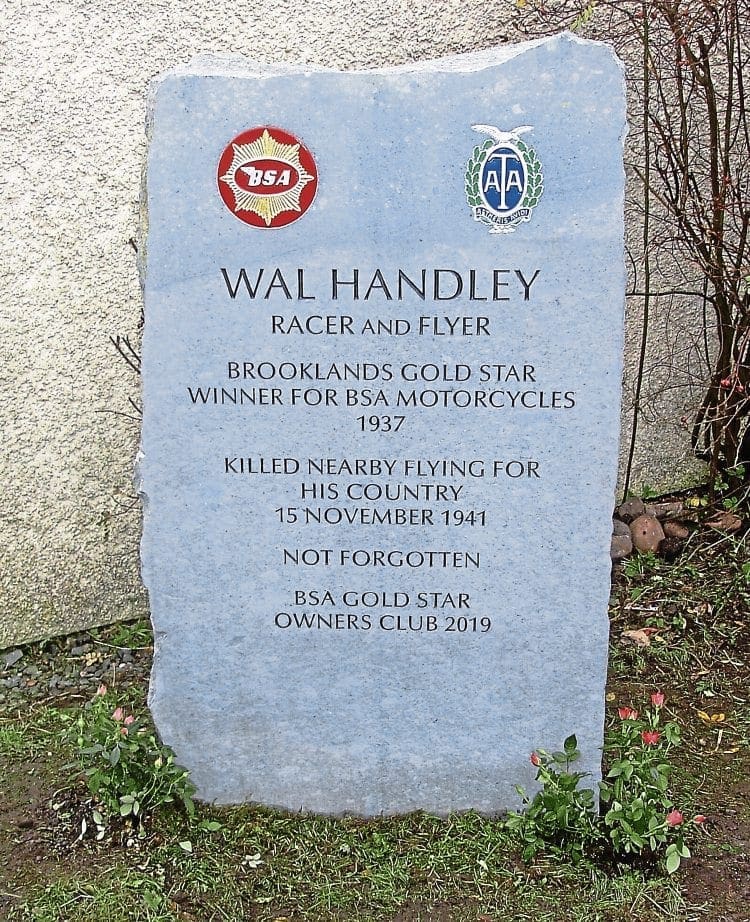 BSA
ATA
WAL HANDLEY
RACER AND FLYER
BROOKLANDS GOLD STAR
WINNER FOR BSA MOTORCYCLES
1937
KILLED NEARBY FLYING FOR
HIS COUNTRY
15 NOVEMBER 1941
NOT FORGOTTEN
BSA GOLD STAR
OWNERS CLUB 2019